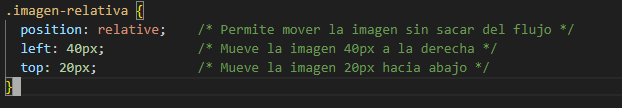 .imagen-relativa {
  position: relative;    /* Permite mover la imagen sin sacar del flujo */
  left: 40px;            /* Mueve la imagen 40px a la derecha */
  top: 20px;             /* Mueve la imagen 20px hacia abajo */
}